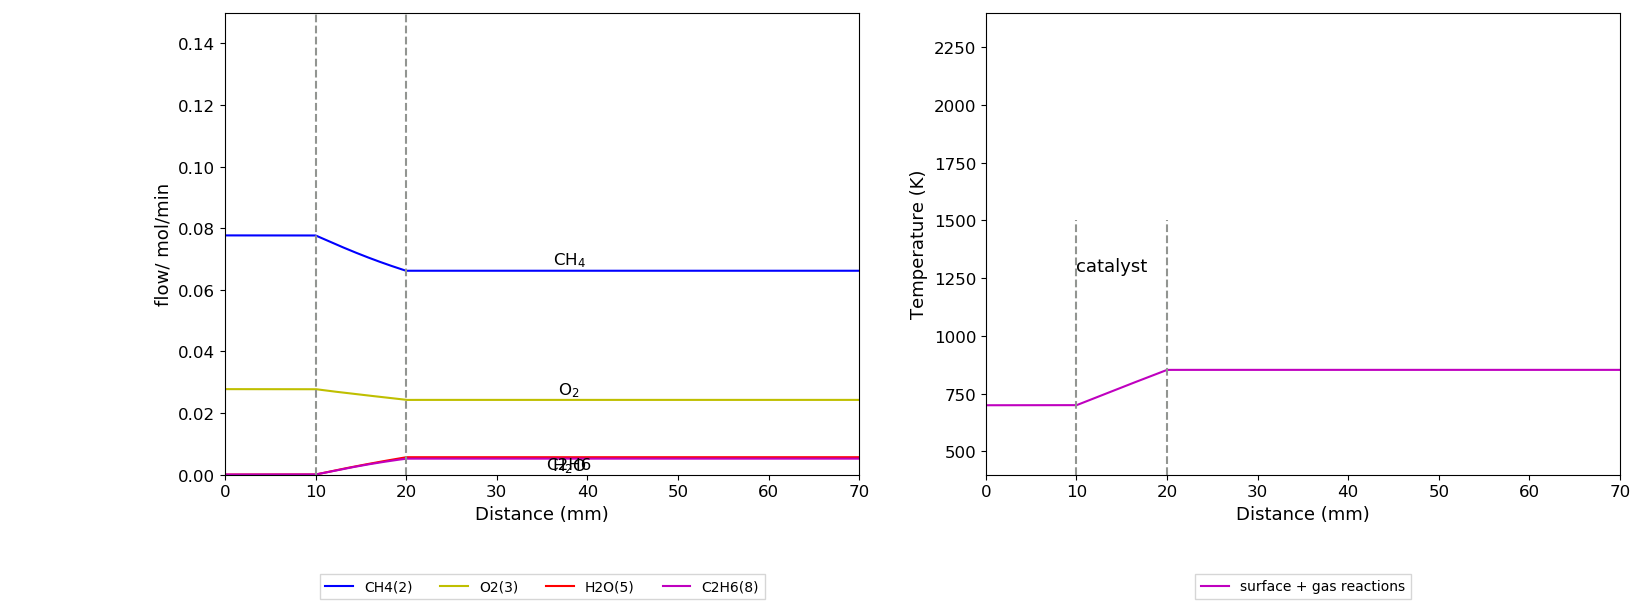 0.14
0.12
0.10
0.08
0.06
0.04
0.02
0.00
flow/ mol/min
CH₄
O₂
C2H6
H₂O
0 10 20 30 40 50 60 70
Distance (mm)
CH4(2) O2(3) H2O(5) C2H6(8)
2250
2000
1750
1500
1250
1000
750
500
Temperature (K)
catalyst
0 10 20 30 40 50 60 70
Distance (mm)
surface + gas reactions